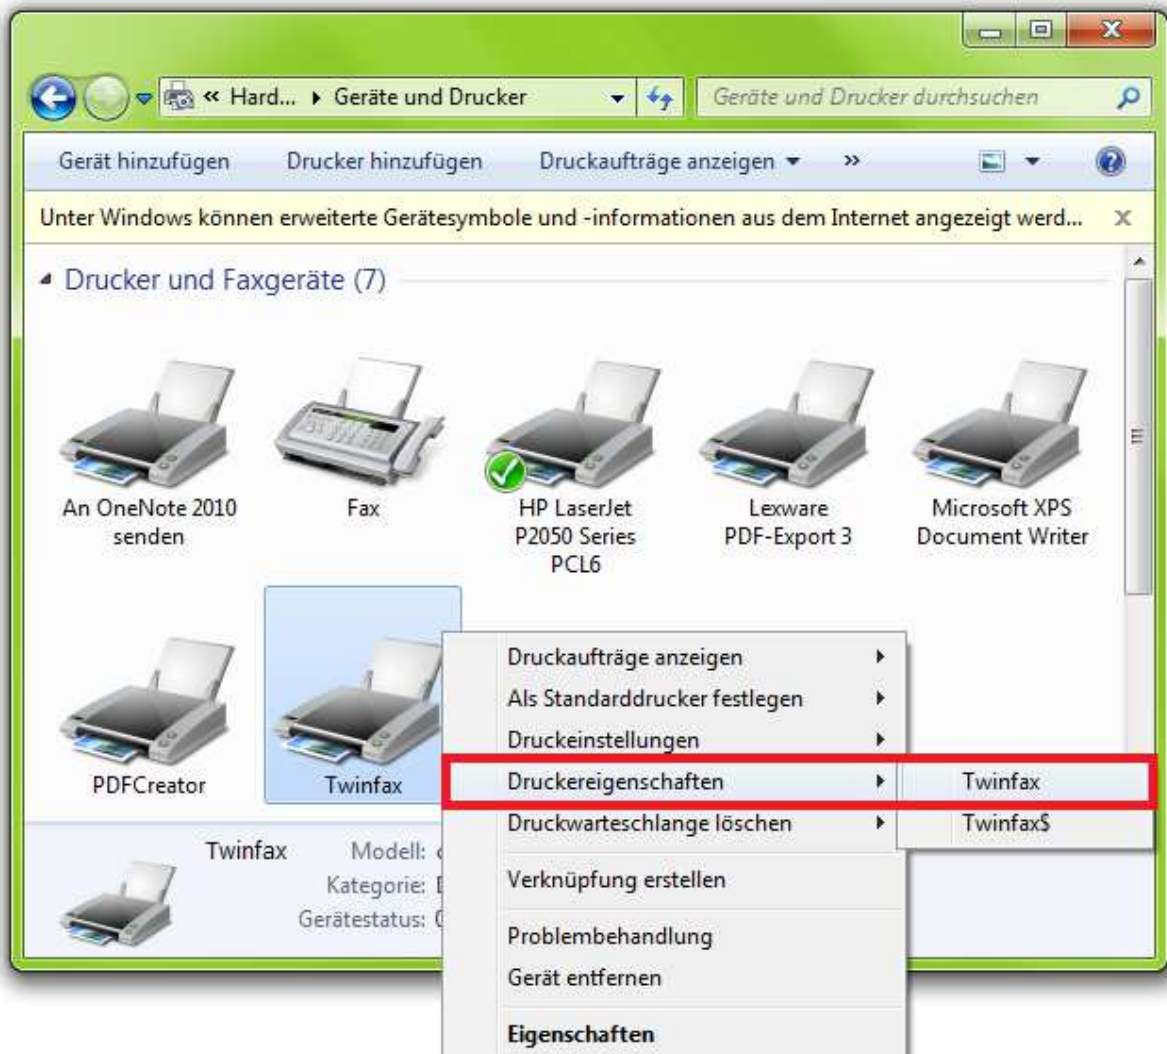 « Hard... ▸ Geräte und Drucker
Geräte und Drucker durchsuchen
Gerät hinzufügen
Drucker hinzufügen
Druckaufträge anzeigen
»
Unter Windows können erweiterte Gerätesymbole und -informationen aus dem Internet angezeigt werd...
Drucker und Faxgeräte (7)
An OneNote 2010
senden
Fax
HP LaserJet
P2050 Series
PCL6
Lexware
PDF-Export 3
Microsoft XPS
Document Writer
PDFCreator
Twinfax
Druckaufträge anzeigen
Als Standarddrucker festlegen
Druckeinstellungen
Druckereigenschaften
Twinfax
Druckwarteschlange löschen
Twinfax$
Verknüpfung erstellen
Problembehandlung
Gerät entfernen
Eigenschaften
Twinfax
Modell:
Kategorie:
Gerätestatus: